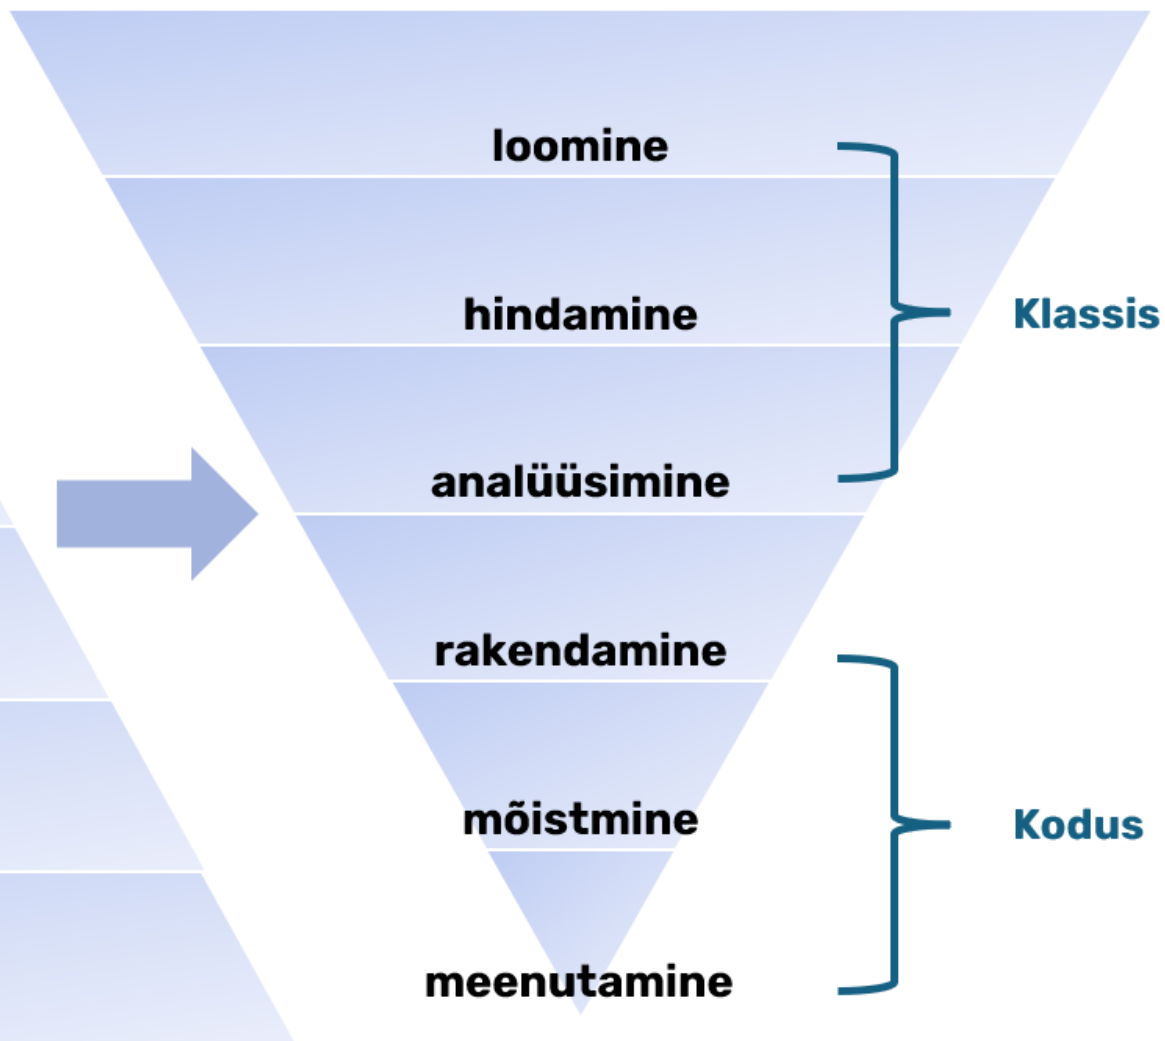 loomine
hindamine
Klassis
analüüsimine
rakendamine
mõistmine
Kodus
meenutamine